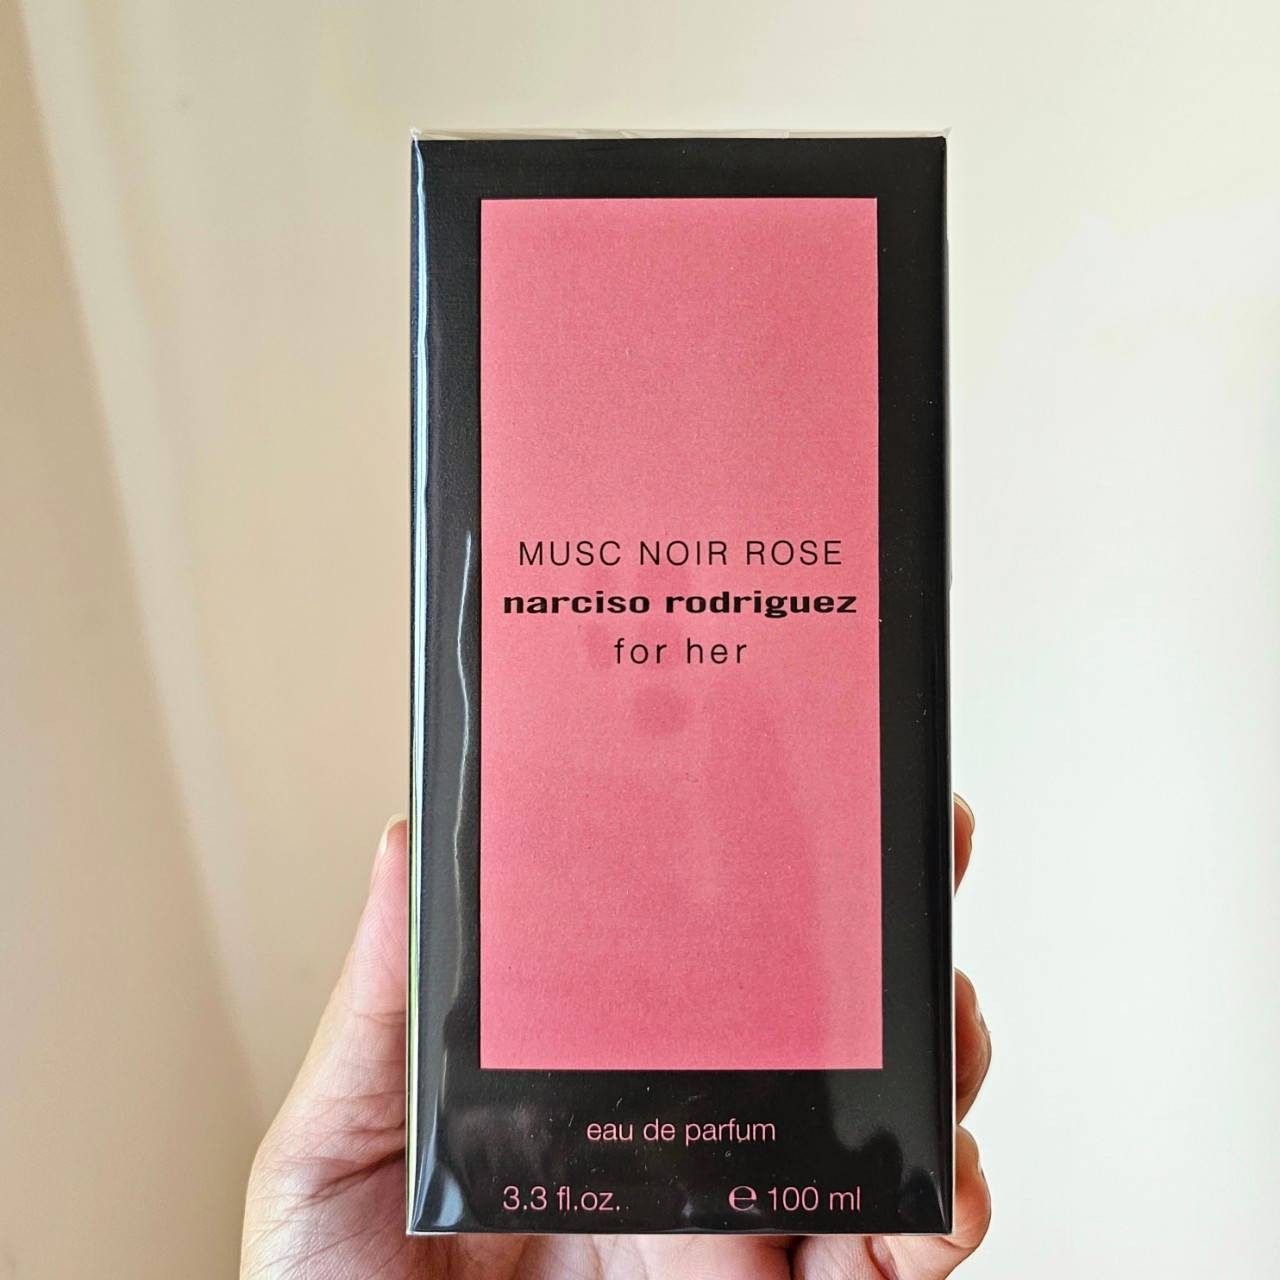 MUSC NOIR ROSE
narciso rodriguez
for her
eau de parfum
3.3 fl.oz. ℮ 100 ml